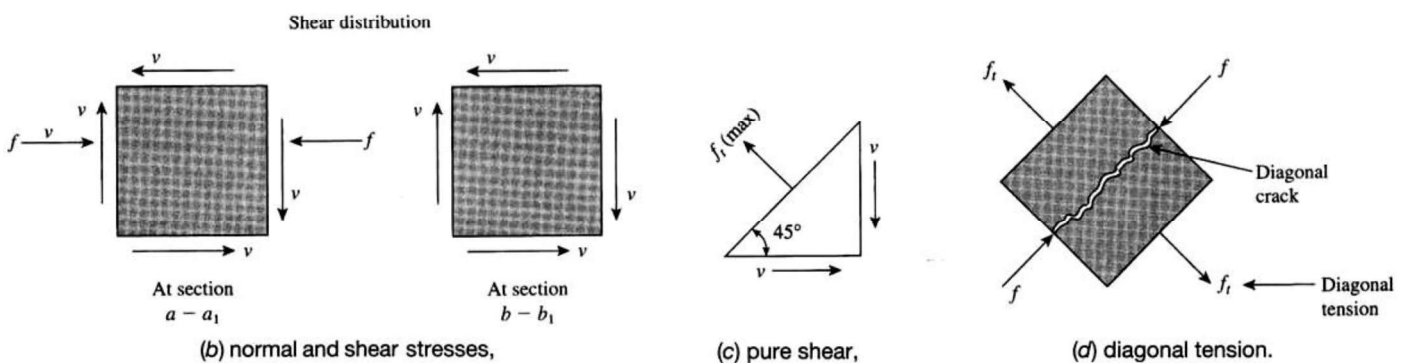 Shear distribution
v
v
v
f
v
f
v
v
At section
a – a₁
v
v
v
v
At section
b – b₁
(b) normal and shear stresses,
fₜ (max)
v
45°
v
(c) pure shear,
fₜ
f
Diagonal
crack
f
fₜ
Diagonal
tension
(d) diagonal tension.